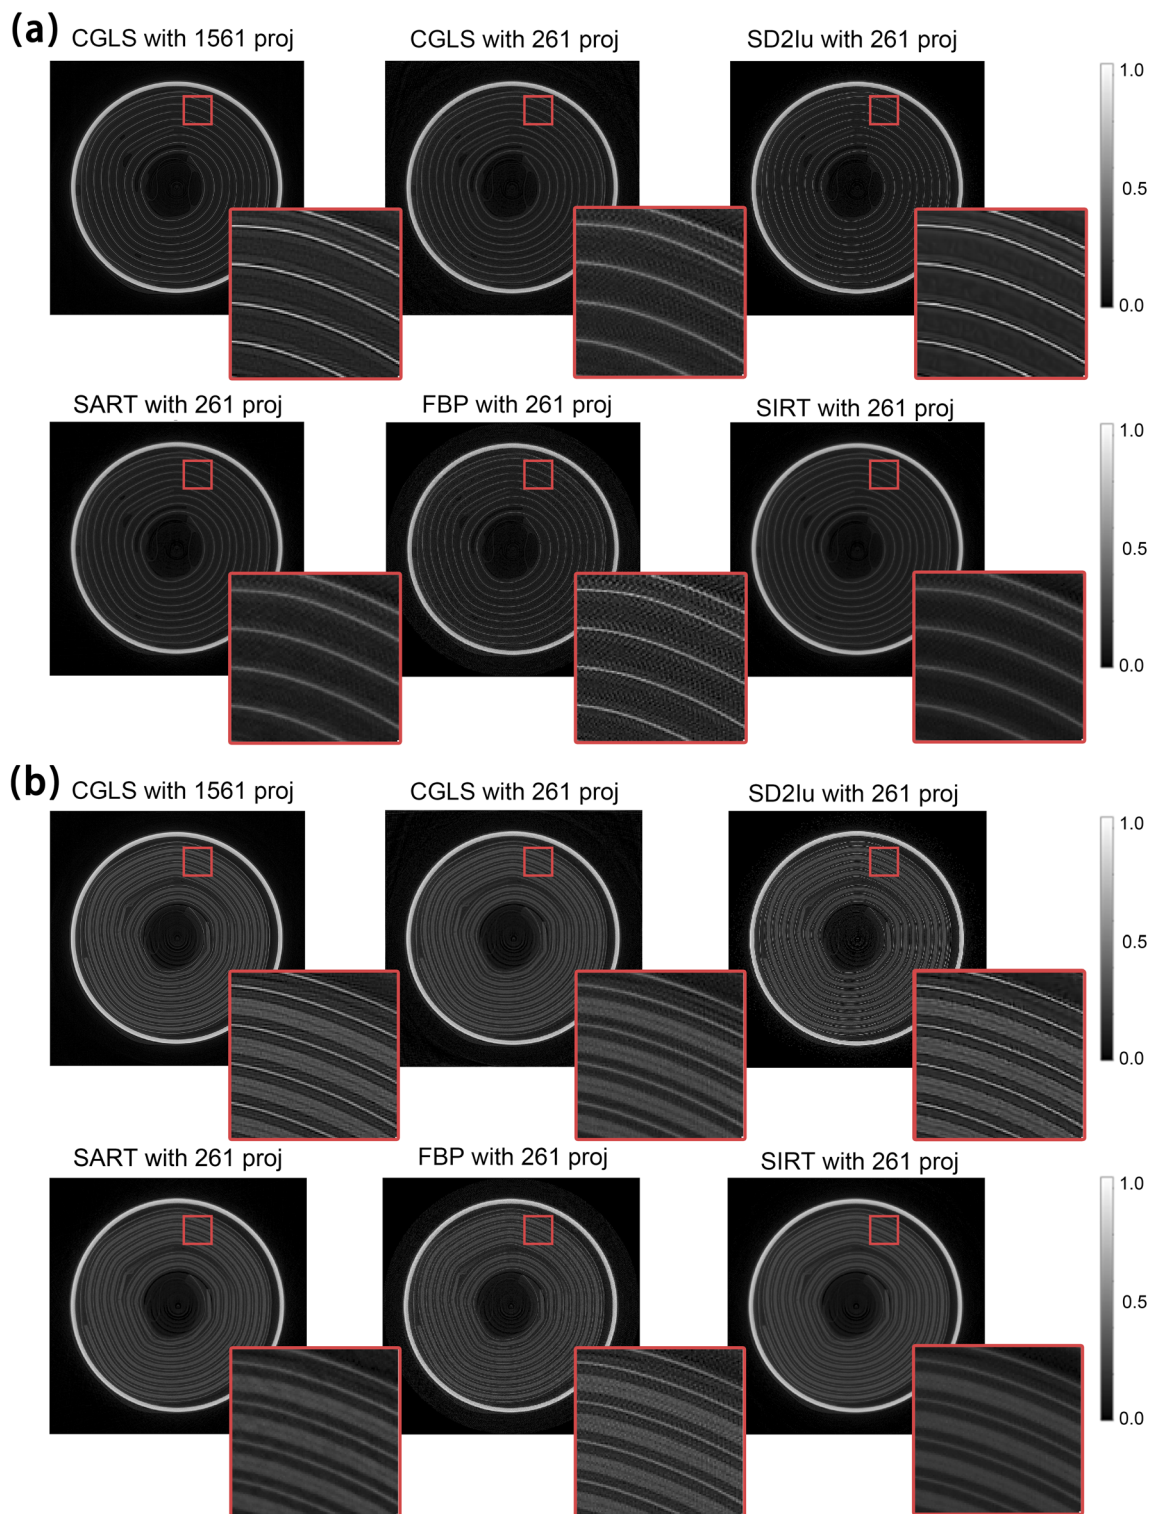 (a)
CGLS with 1561 proj
CGLS with 261 proj
SD2Iu with 261 proj
1.0
0.5
0.0
SART with 261 proj
FBP with 261 proj
SIRT with 261 proj
1.0
0.5
0.0
(b)
CGLS with 1561 proj
CGLS with 261 proj
SD2Iu with 261 proj
1.0
0.5
0.0
SART with 261 proj
FBP with 261 proj
SIRT with 261 proj
1.0
0.5
0.0